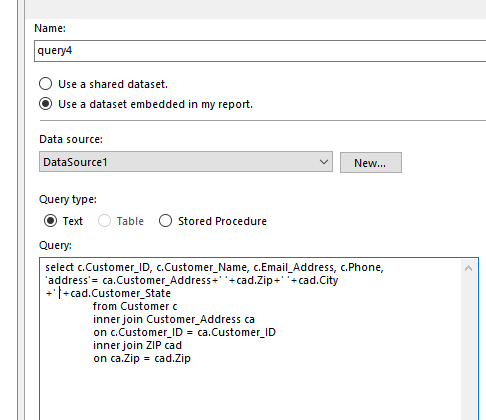 Name:
query4
Use a shared dataset.
Use a dataset embedded in my report.
Data source:
DataSource1
New...
Query type:
Text
Table
Stored Procedure
Query:
select c.Customer_ID, c.Customer_Name, c.Email_Address, c.Phone,
'address'= ca.Customer_Address+' '+cad.Zip+' '+cad.City
+' '+cad.Customer_State
from Customer c
inner join Customer_Address ca
on c.Customer_ID = ca.Customer_ID
inner join ZIP cad
on ca.Zip = cad.Zip